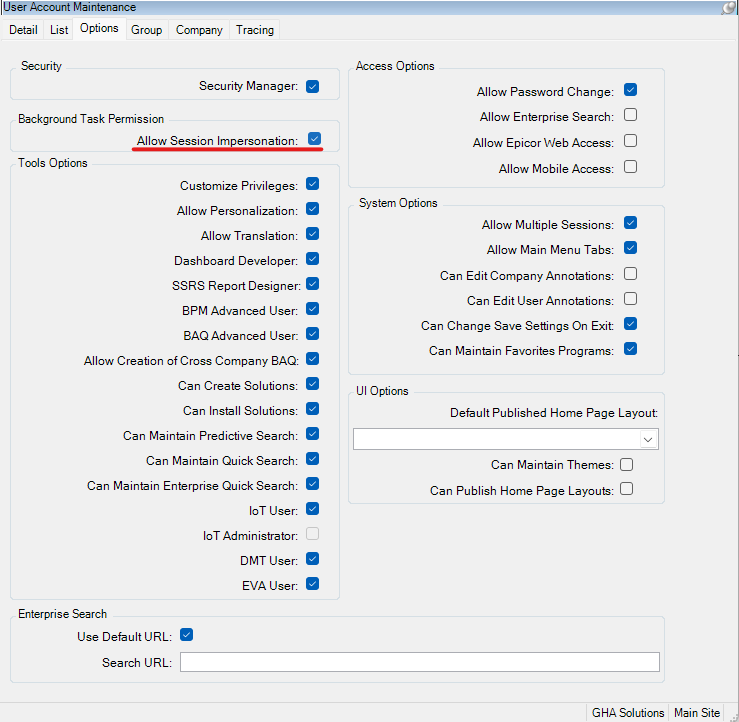 User Account Maintenance
Detail List Options Group Company Tracing
Security
Security Manager:
Background Task Permission
Allow Session Impersonation:
Tools Options
Customize Privileges:
Allow Personalization:
Allow Translation:
Dashboard Developer:
SSRS Report Designer:
BPM Advanced User:
BAQ Advanced User:
Allow Creation of Cross Company BAQ:
Can Create Solutions:
Can Install Solutions:
Can Maintain Predictive Search:
Can Maintain Quick Search:
Can Maintain Enterprise Quick Search:
IoT User:
IoT Administrator:
DMT User:
EVA User:
Access Options
Allow Password Change:
Allow Enterprise Search:
Allow Epicor Web Access:
Allow Mobile Access:
System Options
Allow Multiple Sessions:
Allow Main Menu Tabs:
Can Edit Company Annotations:
Can Edit User Annotations:
Can Change Save Settings On Exit:
Can Maintain Favorites Programs:
UI Options
Default Published Home Page Layout:
Can Maintain Themes:
Can Publish Home Page Layouts:
Enterprise Search
Use Default URL:
Search URL:
GHA Solutions Main Site